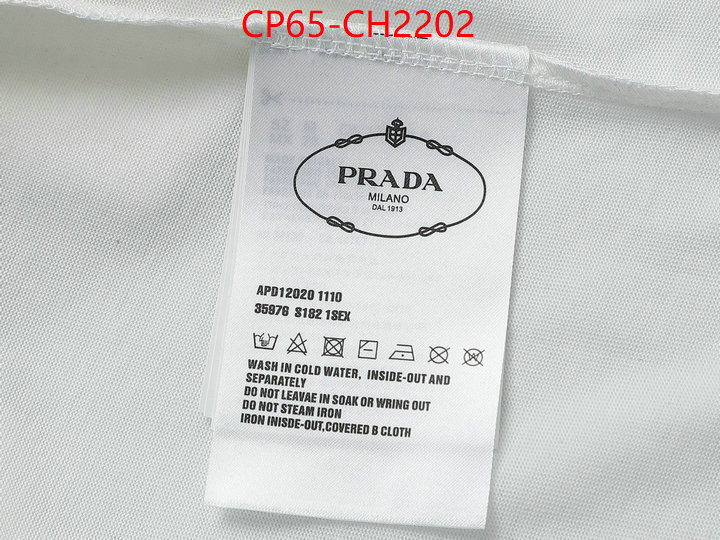 CP65-CH2202
PRADA
MILANO
DAL 1913
APD12020 1110
35976 S182 1SEX
WASH IN COLD WATER, INSIDE-OUT AND
SEPARATELY
DO NOT LEAVAE IN SOAK OR WRING OUT
DO NOT STEAM IRON
IRON INISDE-OUT,COVERED B CLOTH